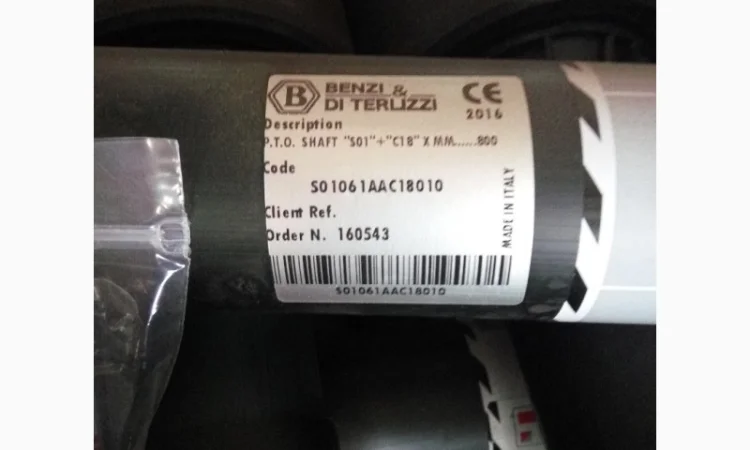 B
BENZI &
DI TERLIZZI
CE
2016
Description
P.T.O. SHAFT "S01"+"C18" X MM......800
Code
S01061AAC18010
Client Ref.
Order N. 160543
MADE IN ITALY
S01061AAC18010